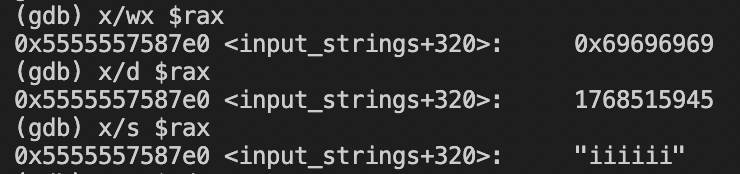 (gdb) x/wx $rax
0x5555557587e0 <input_strings+320>: 0x69696969
(gdb) x/d $rax
0x5555557587e0 <input_strings+320>: 1768515945
(gdb) x/s $rax
0x5555557587e0 <input_strings+320>: "iiiiii"